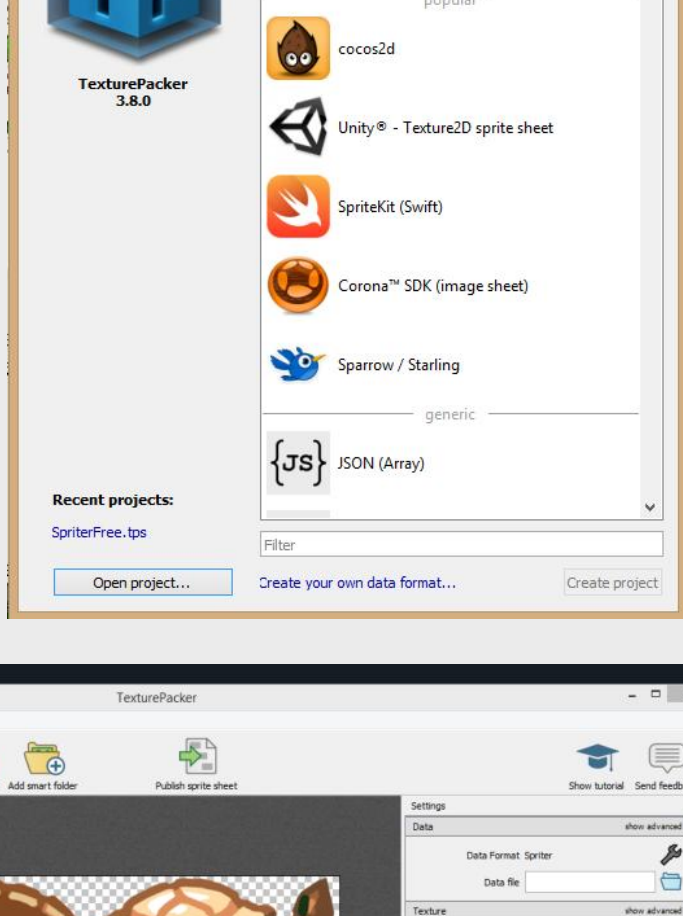 popular
cocos2d
TexturePacker
3.8.0
Unity® - Texture2D sprite sheet
SpriteKit (Swift)
Corona™ SDK (image sheet)
Sparrow / Starling
generic
{JS} JSON (Array)
Recent projects:
SpriterFree.tps
Filter
Open project...
Create your own data format...
Create project
TexturePacker
Add smart folder
Publish sprite sheet
Show tutorial
Send feedb
Settings
Data
show advanced
Data Format Spriter
Data file
Texture
show advanced